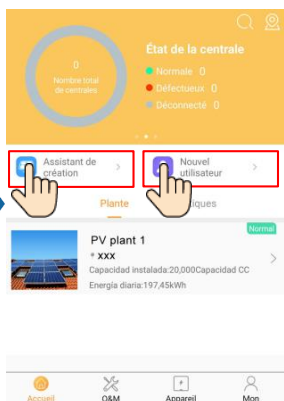 État de la centrale
0
Nombre total
de centrales
Normale 0
Défectueux 0
Déconnecté 0
Assistant de
création
Nouvel
utilisateur
Plante
tiques
PV plant 1
* xxx
Normal
Capacidad instalada:20,000Capacidad CC
Energía diaria:197,45kWh
Accueil
O&M
Appareil
Mon